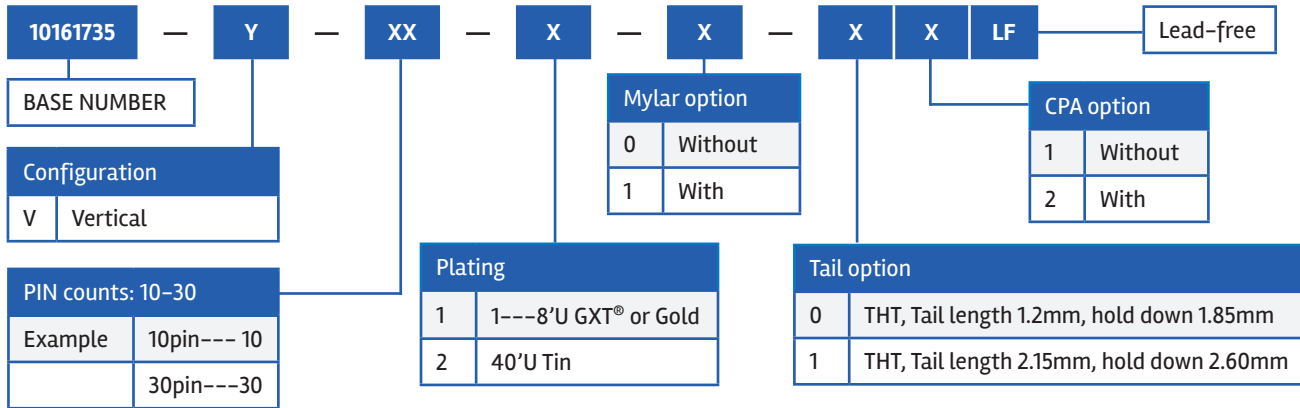 10161735 — Y — XX — X — X — X X LF Lead-free
BASE NUMBER
Configuration
V Vertical
PIN counts: 10-30
Example 10pin--- 10
30pin---30
Plating
1 1---8'U GXT® or Gold
2 40'U Tin
Mylar option
0 Without
1 With
Tail option
0 THT, Tail length 1.2mm, hold down 1.85mm
1 THT, Tail length 2.15mm, hold down 2.60mm
CPA option
1 Without
2 With